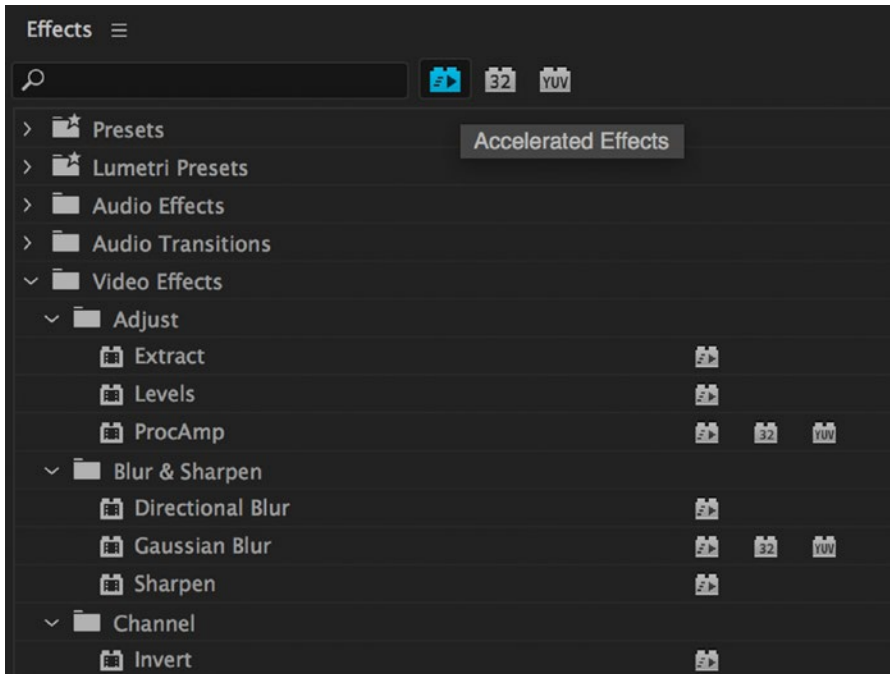 Effects
32 YUV
Accelerated Effects
Presets
Lumetri Presets
Audio Effects
Audio Transitions
Video Effects
Adjust
Extract
Levels
ProcAmp 32 YUV
Blur & Sharpen
Directional Blur
Gaussian Blur 32 YUV
Sharpen
Channel
Invert